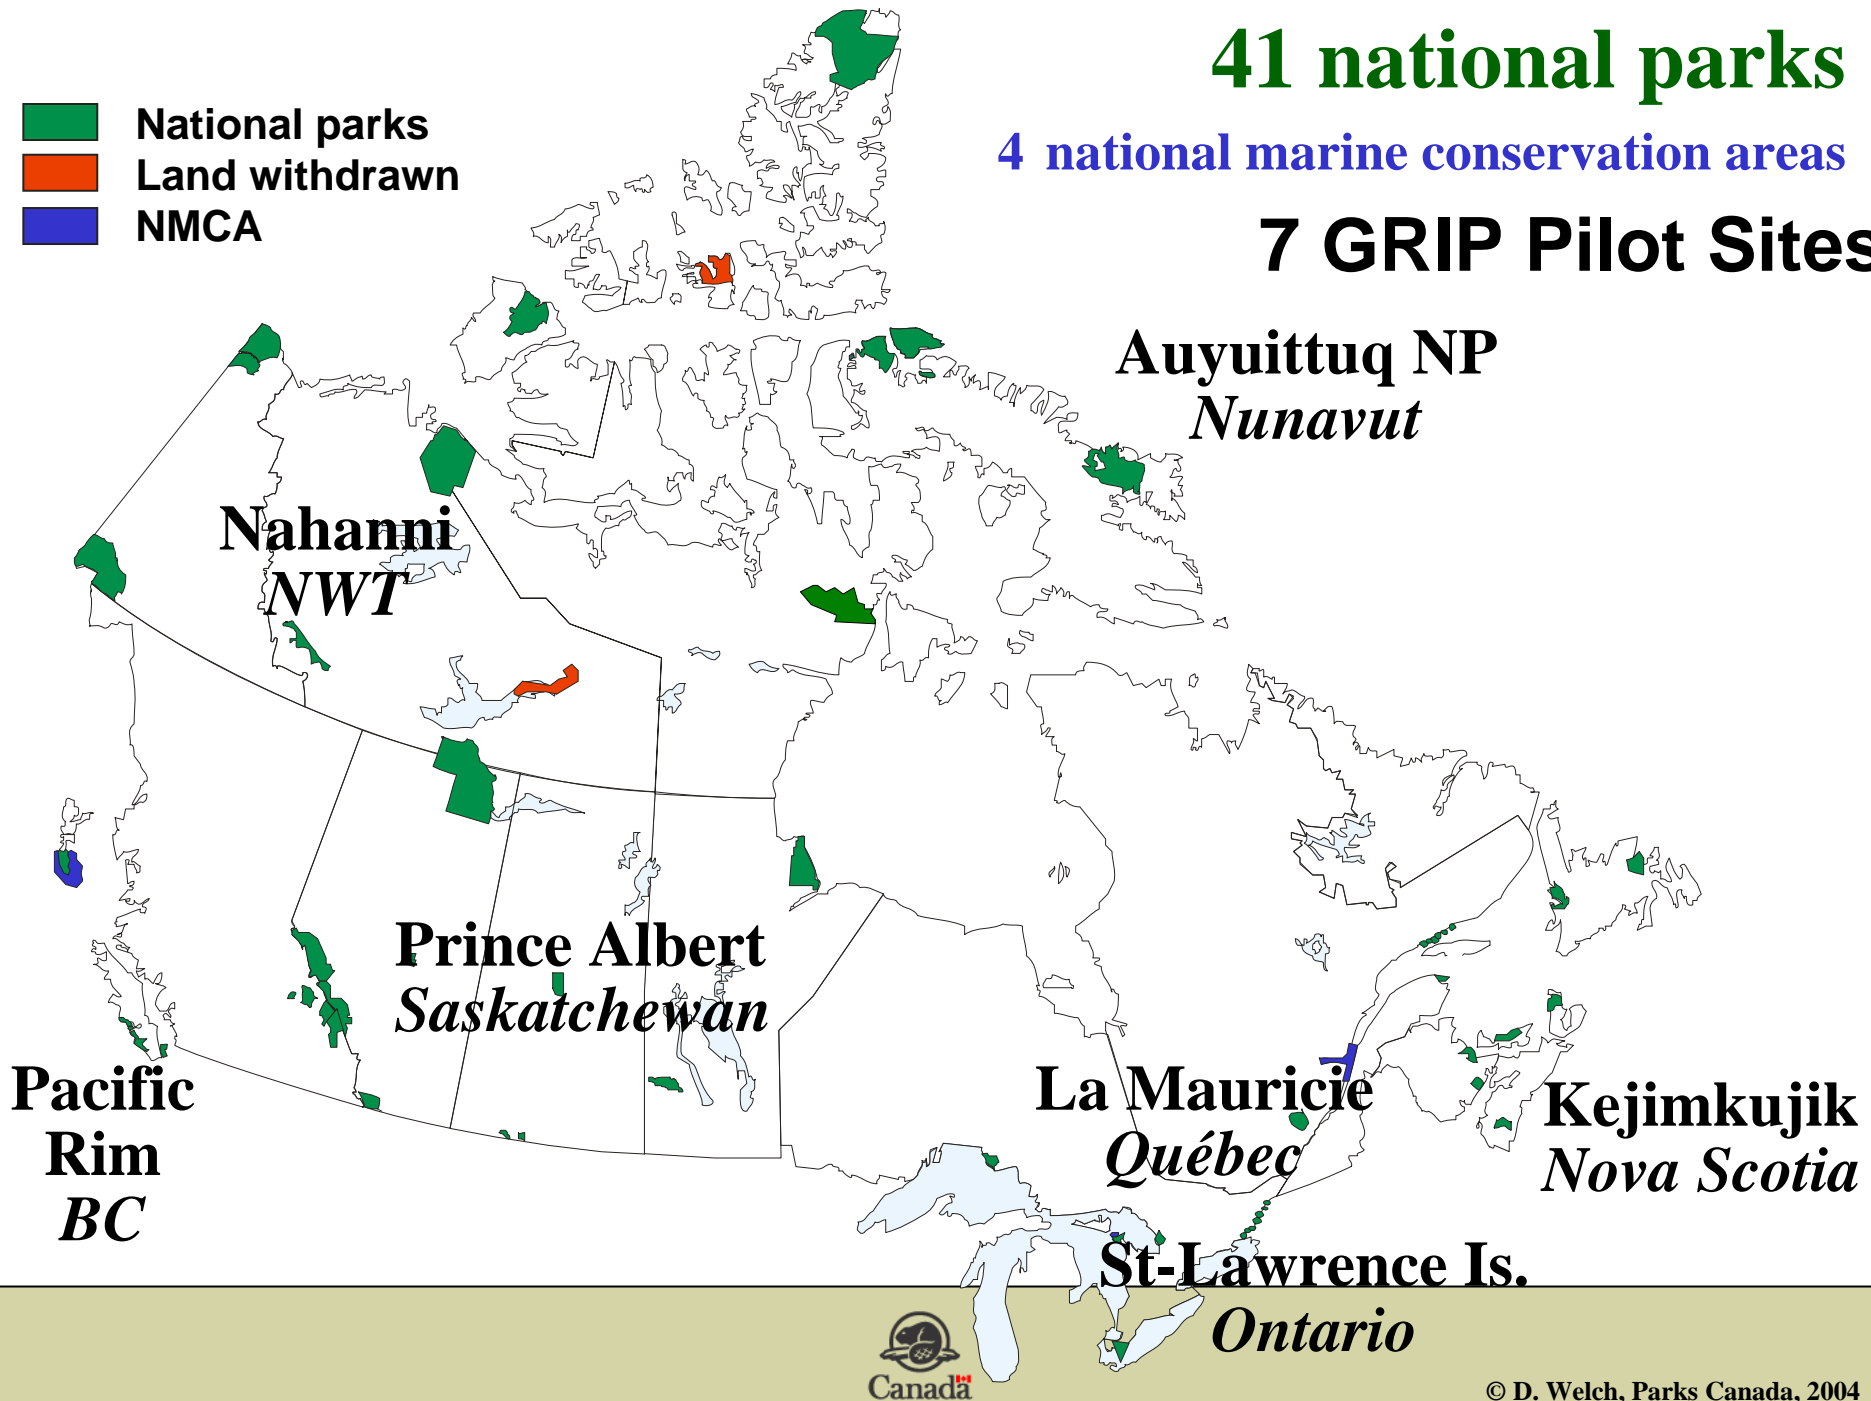 41 national parks
4 national marine conservation areas
7 GRIP Pilot Sites
National parks
Land withdrawn
NMCA
Auyuittuq NP
Nunavut
Nahanni
NWT
Prince Albert
Saskatchewan
Pacific
Rim
BC
La Mauricie
Québec
Kejimkujik
Nova Scotia
St-Lawrence Is.
Ontario
Canada
© D. Welch, Parks Canada, 2004